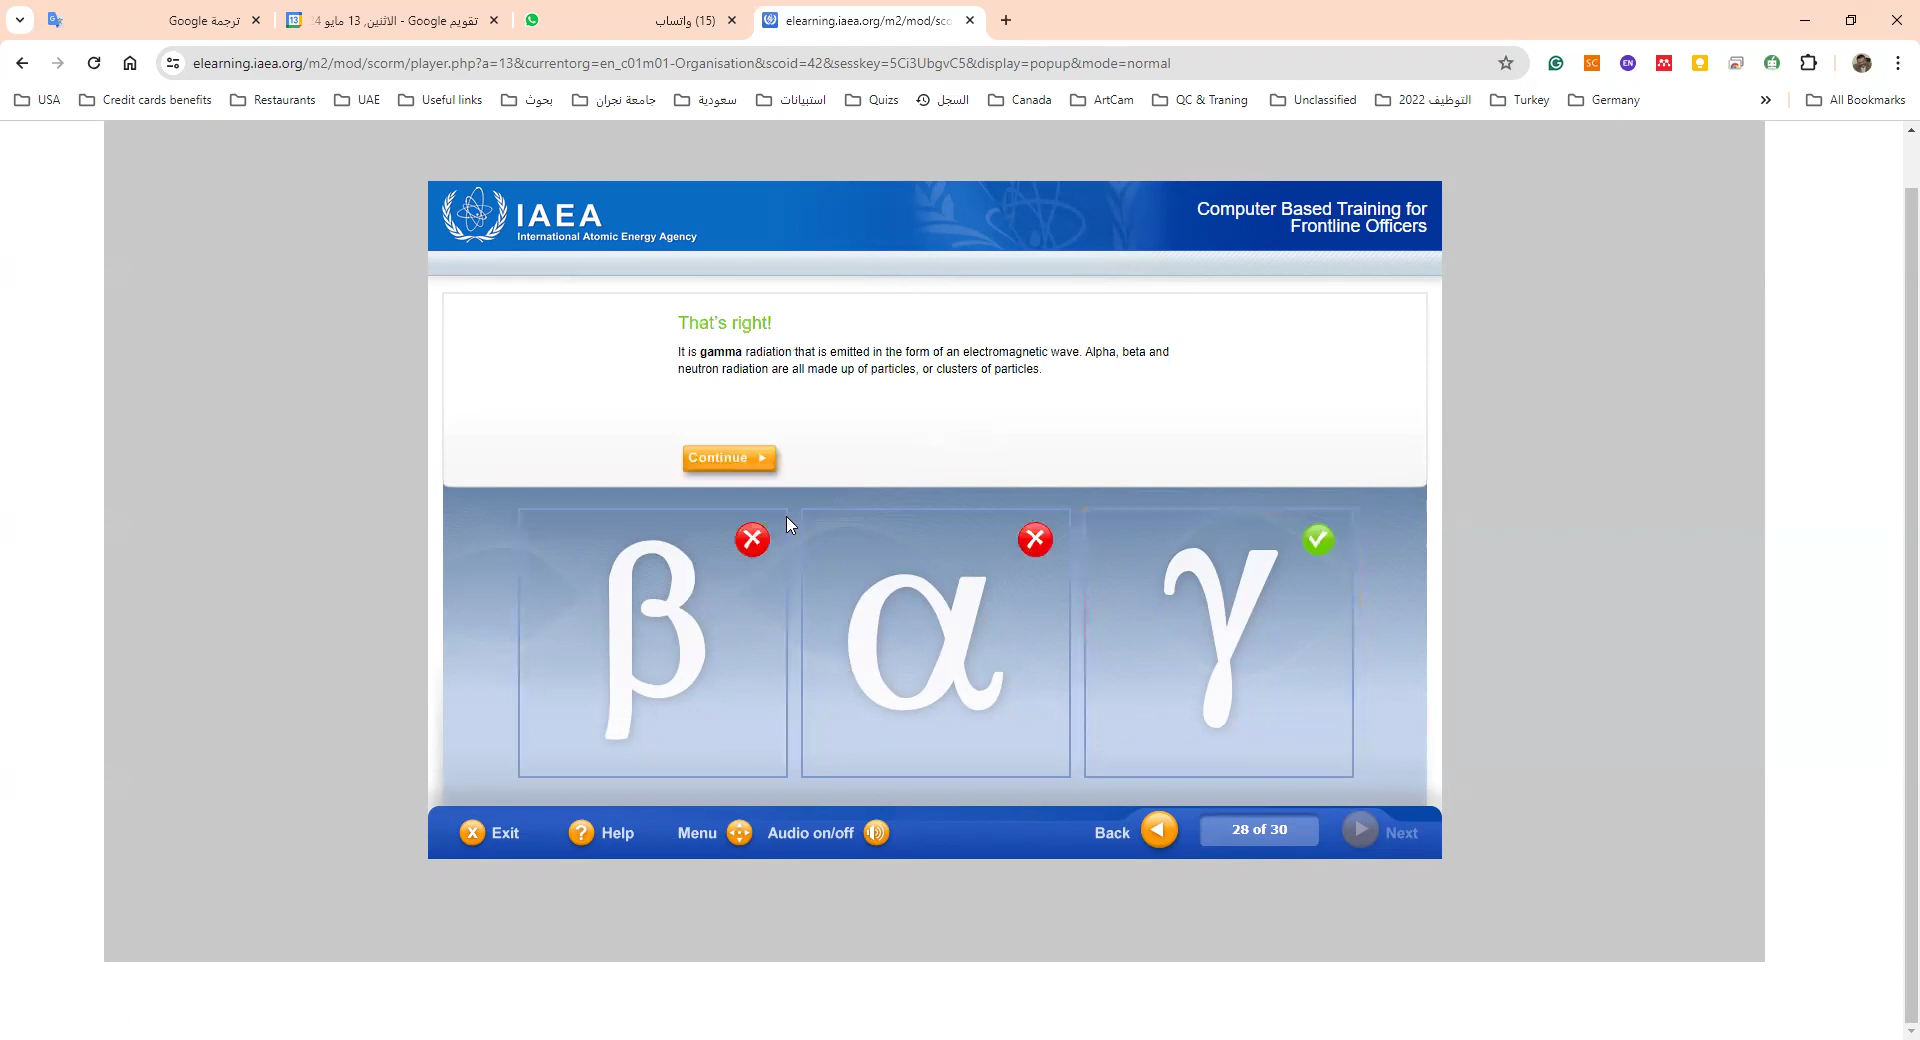 ترجمة Google
تقويم Google - الاثنين, 13 مايو
(15) واتساب
elearning.iaea.org/m2/mod/sco
elearning.iaea.org/m2/mod/scorm/player.php?a=13&currentorg=en_c01m01-Organisation&scoid=42&sesskey=5Ci3UbgvC5&display=popup&mode=normal
USA Credit cards benefits Restaurants UAE Useful links بحوث جامعة نجران سعودية استبيانات Quizs السجل Canada ArtCam QC & Traning Unclassified التوظيف 2022 Turkey Germany » All Bookmarks
IAEA
International Atomic Energy Agency
Computer Based Training for
Frontline Officers
That's right!
It is gamma radiation that is emitted in the form of an electromagnetic wave. Alpha, beta and
neutron radiation are all made up of particles, or clusters of particles.
Continue
β α γ
Exit Help Menu Audio on/off Back 28 of 30 Next